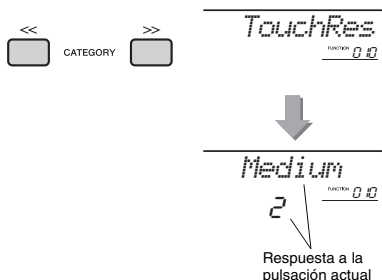 << CATEGORY >>
TouchRes
FUNCTION 010
Medium
2 FUNCTION 010
Respuesta a la
pulsación actual